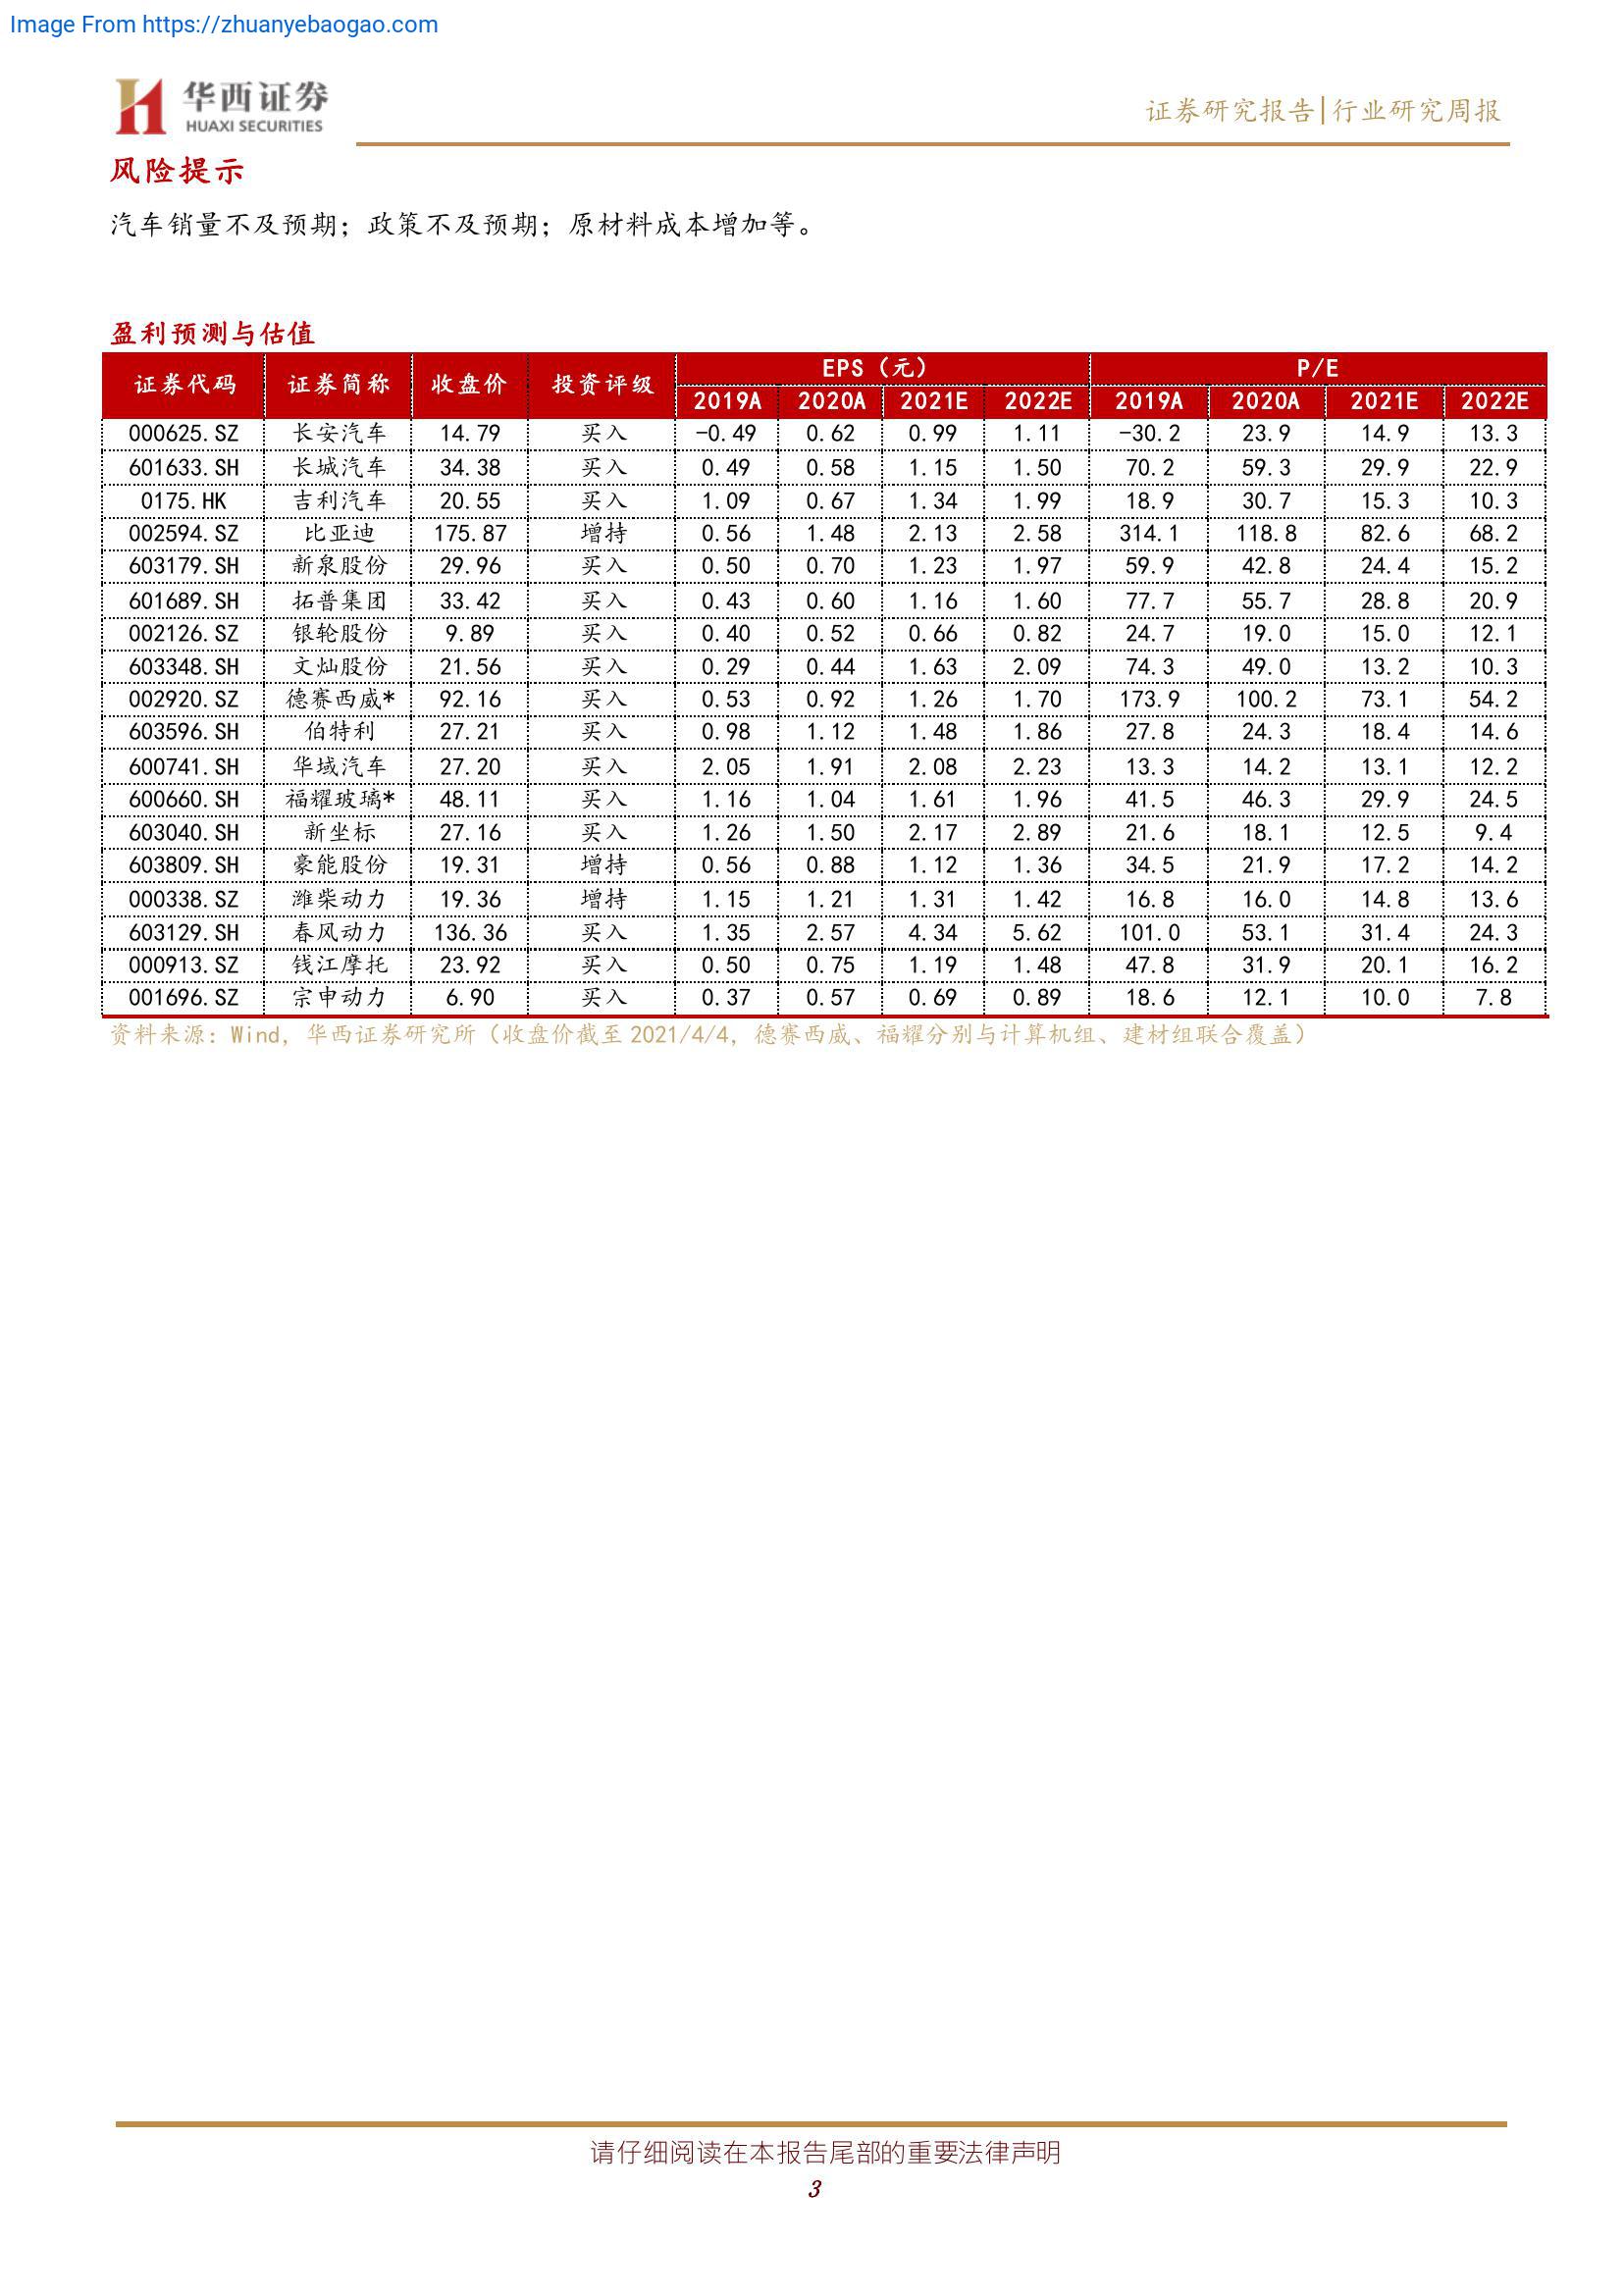 Image From https://zhuanyebaogao.com
华西证券
HUAXI SECURITIES
证券研究报告|行业研究周报
风险提示
汽车销量不及预期；政策不及预期；原材料成本增加等。
盈利预测与估值
证券代码 证券简称 收盘价 投资评级 EPS（元） P/E
2019A 2020A 2021E 2022E 2019A 2020A 2021E 2022E
000625.SZ 长安汽车 14.79 买入 -0.49 0.62 0.99 1.11 -30.2 23.9 14.9 13.3
601633.SH 长城汽车 34.38 买入 0.49 0.58 1.15 1.50 70.2 59.3 29.9 22.9
0175.HK 吉利汽车 20.55 买入 1.09 0.67 1.34 1.99 18.9 30.7 15.3 10.3
002594.SZ 比亚迪 175.87 增持 0.56 1.48 2.13 2.58 314.1 118.8 82.6 68.2
603179.SH 新泉股份 29.96 买入 0.50 0.70 1.23 1.97 59.9 42.8 24.4 15.2
601689.SH 拓普集团 33.42 买入 0.43 0.60 1.16 1.60 77.7 55.7 28.8 20.9
002126.SZ 银轮股份 9.89 买入 0.40 0.52 0.66 0.82 24.7 19.0 15.0 12.1
603348.SH 文灿股份 21.56 买入 0.29 0.44 1.63 2.09 74.3 49.0 13.2 10.3
002920.SZ 德赛西威* 92.16 买入 0.53 0.92 1.26 1.70 173.9 100.2 73.1 54.2
603596.SH 伯特利 27.21 买入 0.98 1.12 1.48 1.86 27.8 24.3 18.4 14.6
600741.SH 华域汽车 27.20 买入 2.05 1.91 2.08 2.23 13.3 14.2 13.1 12.2
600660.SH 福耀玻璃* 48.11 买入 1.16 1.04 1.61 1.96 41.5 46.3 29.9 24.5
603040.SH 新坐标 27.16 买入 1.26 1.50 2.17 2.89 21.6 18.1 12.5 9.4
603809.SH 豪能股份 19.31 增持 0.56 0.88 1.12 1.36 34.5 21.9 17.2 14.2
000338.SZ 潍柴动力 19.36 增持 1.15 1.21 1.31 1.42 16.8 16.0 14.8 13.6
603129.SH 春风动力 136.36 买入 1.35 2.57 4.34 5.62 101.0 53.1 31.4 24.3
000913.SZ 钱江摩托 23.92 买入 0.50 0.75 1.19 1.48 47.8 31.9 20.1 16.2
001696.SZ 宗申动力 6.90 买入 0.37 0.57 0.69 0.89 18.6 12.1 10.0 7.8
资料来源：Wind，华西证券研究所（收盘价截至 2021/4/4，德赛西威、福耀分别与计算机组、建材组联合覆盖）
请仔细阅读在本报告尾部的重要法律声明
3